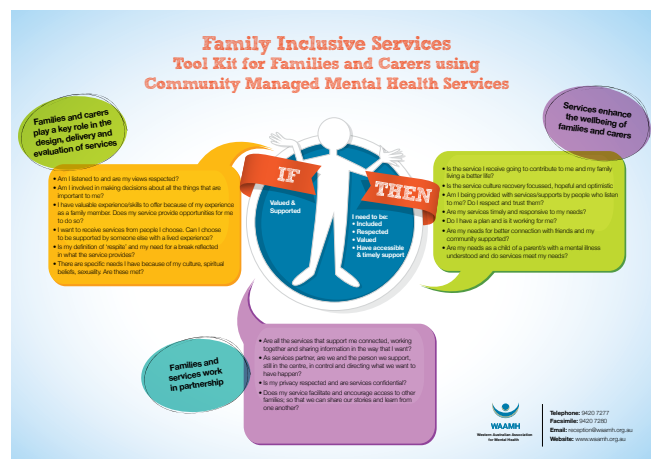 Family Inclusive Services
Tool Kit for Families and Carers using
Community Managed Mental Health Services
Families and carers
play a key role in the
design, delivery and
evaluation of services
Services enhance
the wellbeing of
families and carers
• Am I listened to and are my views respected?
• Am I involved in making decisions about all the things that are
important to me?
• I have valuable experience/skills to offer because of my experience
as a family member. Does my service provide opportunities for me
to do so?
• I want to receive services from people I choose. Can I choose
to be supported by someone else with a lived experience?
• Is my definition of 'respite' and my need for a break reflected
in what the service provides?
• There are specific needs I have because of my culture, spiritual
beliefs, sexuality. Are these met?
IF
Valued &
Supported
THEN
I need to be:
• Included
• Respected
• Valued
• Have accessible
& timely support
• Is the service I receive going to contribute to me and my family
living a better life?
• Is the service culture recovery focussed, hopeful and optimistic
• Am I being provided with services/supports by people who listen
to me? Do I respect and trust them?
• Are my services timely and responsive to my needs?
• Do I have a plan and is it working for me?
• Are my needs for better connection with friends and my
community supported?
• Are my needs as a child of a parent's with a mental illness
understood and do services meet my needs?
Families and
services work
in partnership
• Are all the services that support me connected, working
together and sharing information in the way that I want?
• As services partner, are we and the person we support,
still in the centre, in control and directing what we want to
have happen?
• Is my privacy respected and are services confidential?
• Does my service facilitate and encourage access to other
families; so that we can share our stories and learn from
one another?
WAAMH
Western Australian Association
for Mental Health
Telephone: 9420 7277
Facsimile: 9420 7280
Email: reception@waamh.org.au
Website: www.waamh.org.au